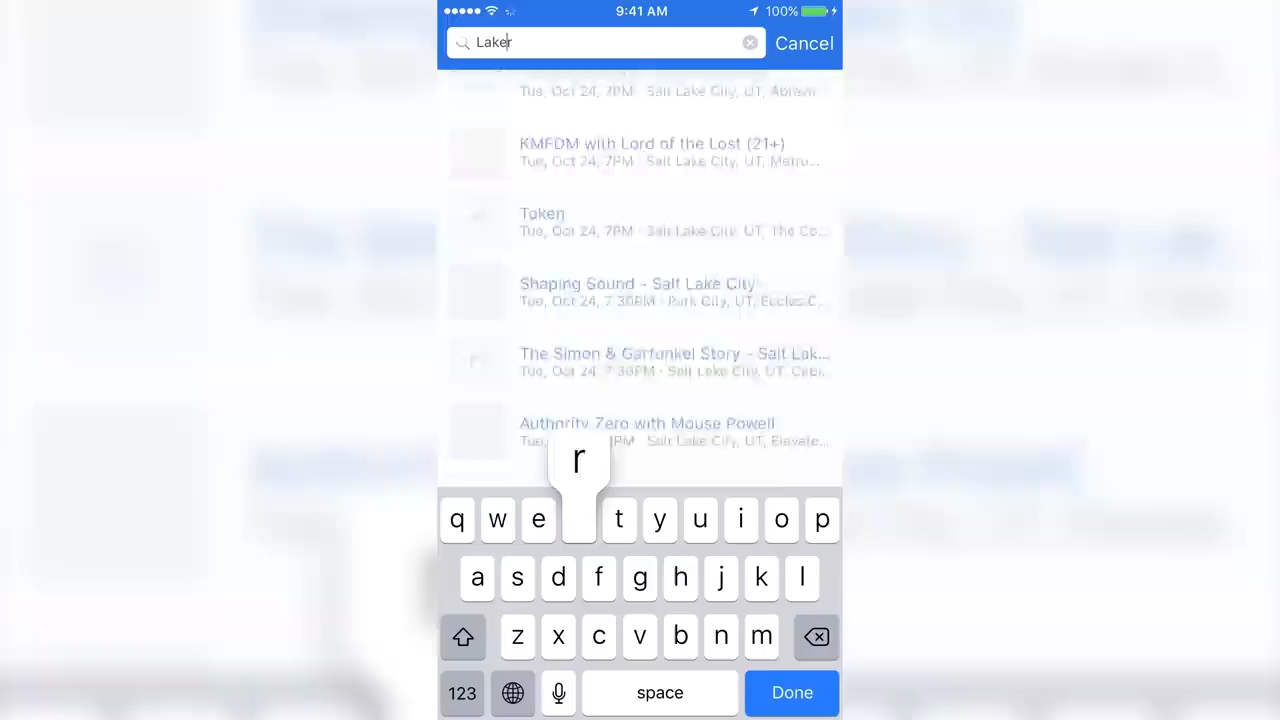 9:41 AM
100%
Laker
Cancel
Tue, Oct 24, 7PM · Salt Lake City, UT,
KMFDM with Lord of the Lost (21+)
Tue, Oct 24, 7PM · Salt Lake City, UT, Metro...
Token
Tue, Oct 24, 7PM · Salt Lake City, UT, The Co...
Shaping Sound - Salt Lake City
Tue, Oct 24, 7:30PM · Park City, UT, Eccles C...
The Simon & Garfunkel Story - Salt Lak...
Tue, Oct 24, 7:30PM · Salt Lake City, UT, Capi...
Authority Zero with Mouse Powell
Tue, PM · Salt Lake City, UT, Elevate...
r
q w e t y u i o p
a s d f g h j k l
z x c v b n m
123 space Done